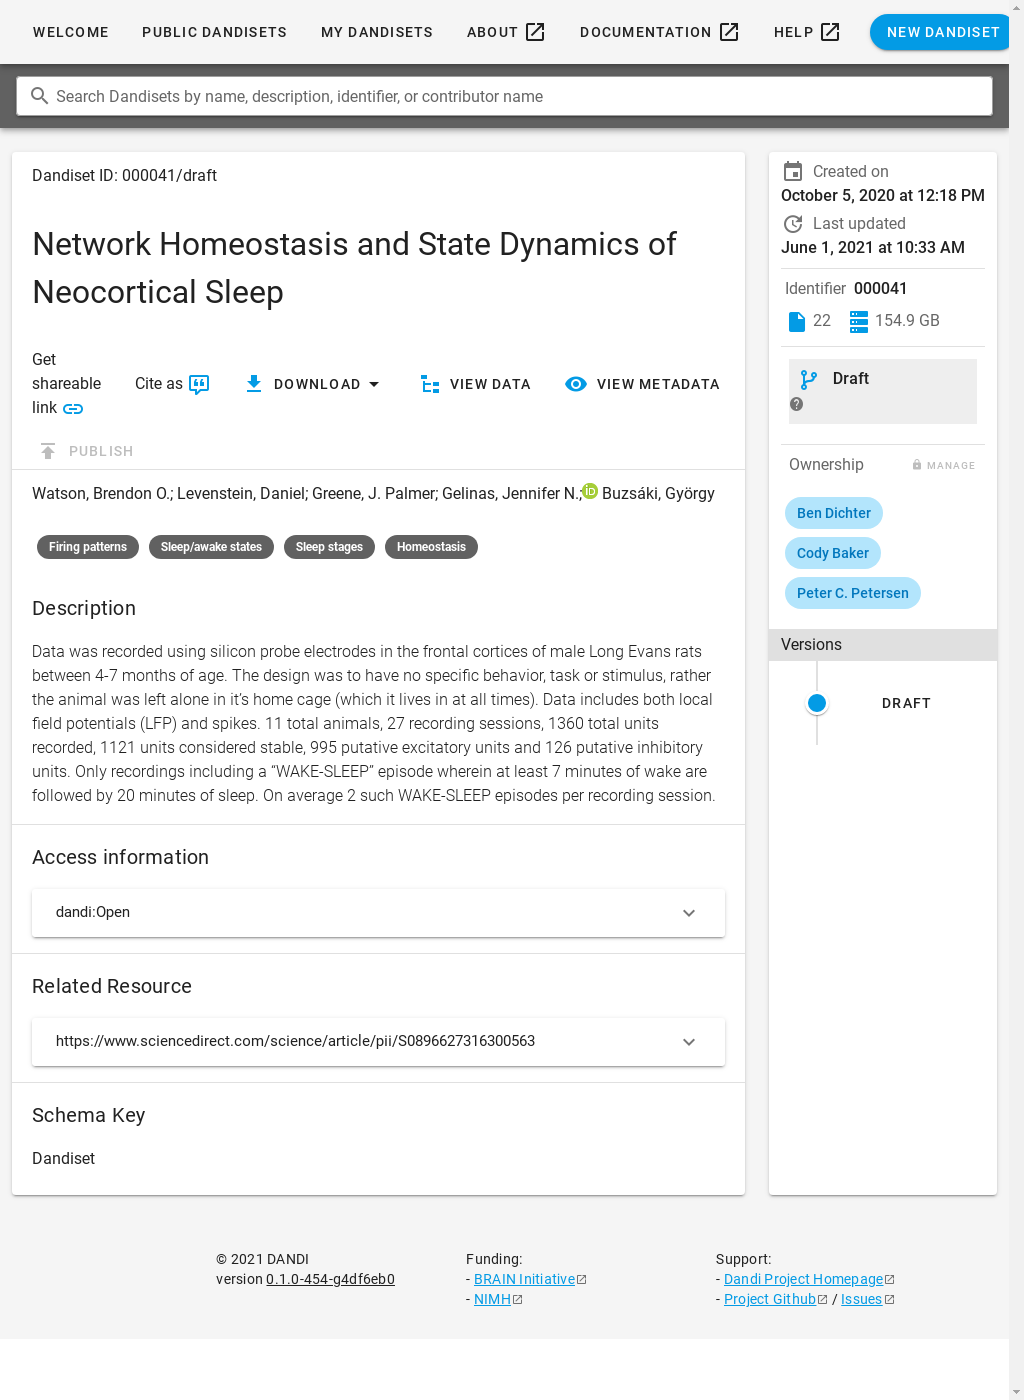 WELCOME PUBLIC DANDISETS MY DANDISETS ABOUT DOCUMENTATION HELP NEW DANDISET
Search Dandisets by name, description, identifier, or contributor name
Dandiset ID: 000041/draft
Network Homeostasis and State Dynamics of
Neocortical Sleep
Get
shareable
link
Cite as
DOWNLOAD
VIEW DATA
VIEW METADATA
PUBLISH
Watson, Brendon O.; Levenstein, Daniel; Greene, J. Palmer; Gelinas, Jennifer N.; iD Buzsáki, György
Firing patterns Sleep/awake states Sleep stages Homeostasis
Description
Data was recorded using silicon probe electrodes in the frontal cortices of male Long Evans rats
between 4-7 months of age. The design was to have no specific behavior, task or stimulus, rather
the animal was left alone in it’s home cage (which it lives in at all times). Data includes both local
field potentials (LFP) and spikes. 11 total animals, 27 recording sessions, 1360 total units
recorded, 1121 units considered stable, 995 putative excitatory units and 126 putative inhibitory
units. Only recordings including a “WAKE-SLEEP” episode wherein at least 7 minutes of wake are
followed by 20 minutes of sleep. On average 2 such WAKE-SLEEP episodes per recording session.
Access information
dandi:Open
Related Resource
https://www.sciencedirect.com/science/article/pii/S0896627316300563
Schema Key
Dandiset
Created on
October 5, 2020 at 12:18 PM
Last updated
June 1, 2021 at 10:33 AM
Identifier 000041
22 154.9 GB
Draft
?
Ownership MANAGE
Ben Dichter
Cody Baker
Peter C. Petersen
Versions
DRAFT
© 2021 DANDI
version 0.1.0-454-g4df6eb0
Funding:
- BRAIN Initiative
- NIMH
Support:
- Dandi Project Homepage
- Project Github / Issues